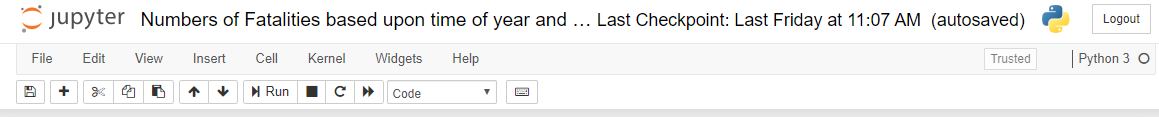 jupyter Numbers of Fatalities based upon time of year and … Last Checkpoint: Last Friday at 11:07 AM (autosaved) Logout
File Edit View Insert Cell Kernel Widgets Help Trusted Python 3
Run Code